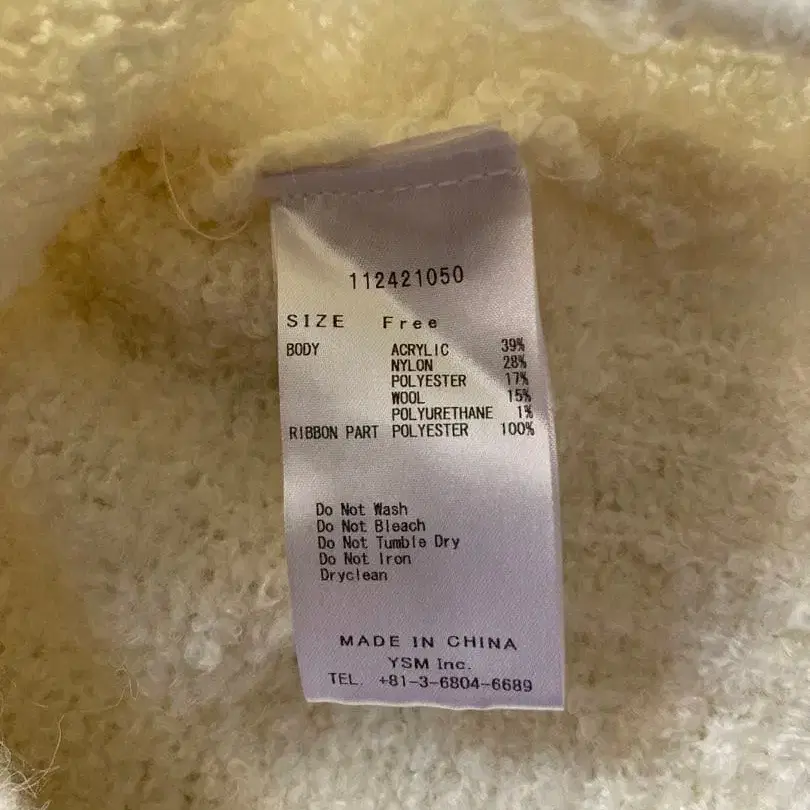 112421050
SIZE Free
BODY ACRYLIC 39%
NYLON 28%
POLYESTER 17%
WOOL 15%
POLYURETHANE 1%
RIBBON PART POLYESTER 100%
Do Not Wash
Do Not Bleach
Do Not Tumble Dry
Do Not Iron
Dryclean
MADE IN CHINA
YSM Inc.
TEL. +81-3-6804-6689